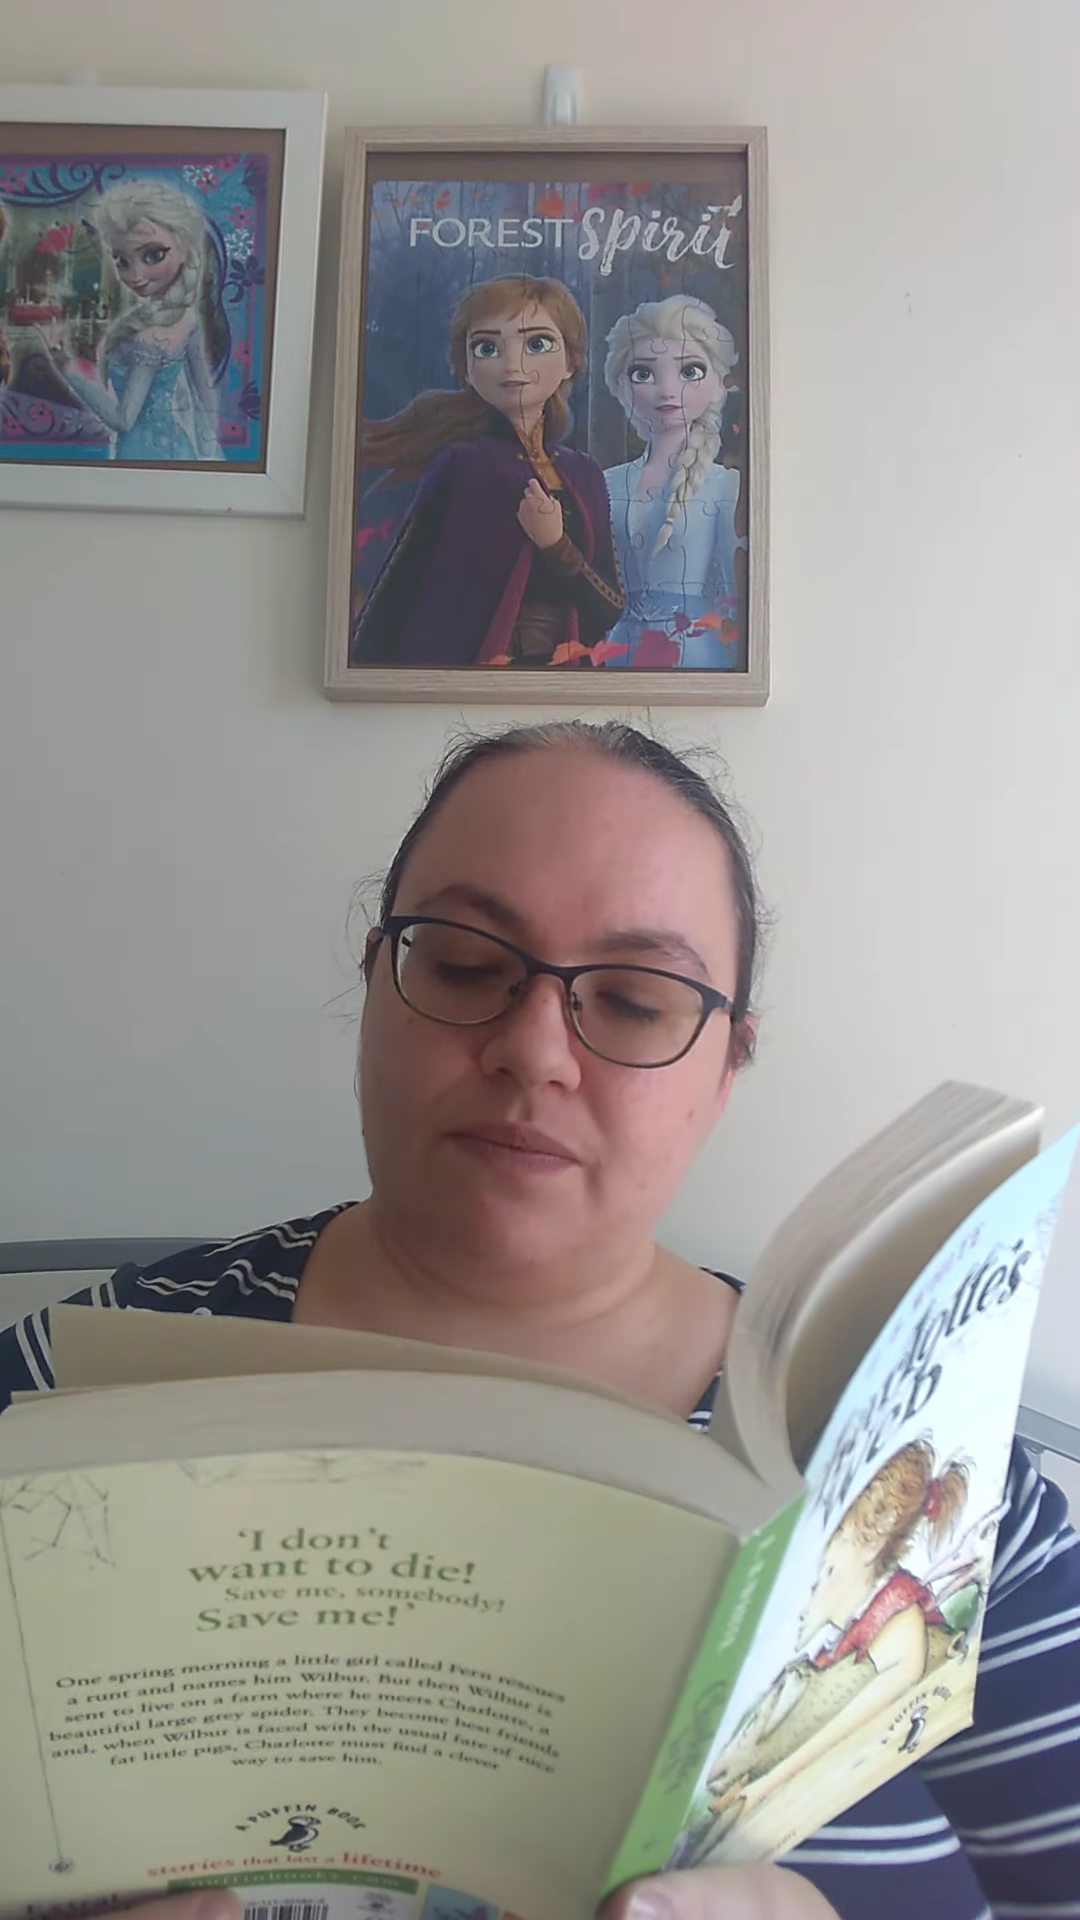 FOREST Spirit
'I don't
want to die!
Save me, somebody!
Save me!'
One spring morning a little girl called Fern rescues
a runt and names him Wilbur. But then Wilbur is
sent to live on a farm where he meets Charlotte, a
beautiful large grey spider. They become best friends
and, when Wilbur is faced with the usual fate of nice
fat little pigs, Charlotte must find a clever
way to save him.
A PUFFIN BOOK
stories that last a lifetime
lotte's
Web
A PUFFIN BOOK